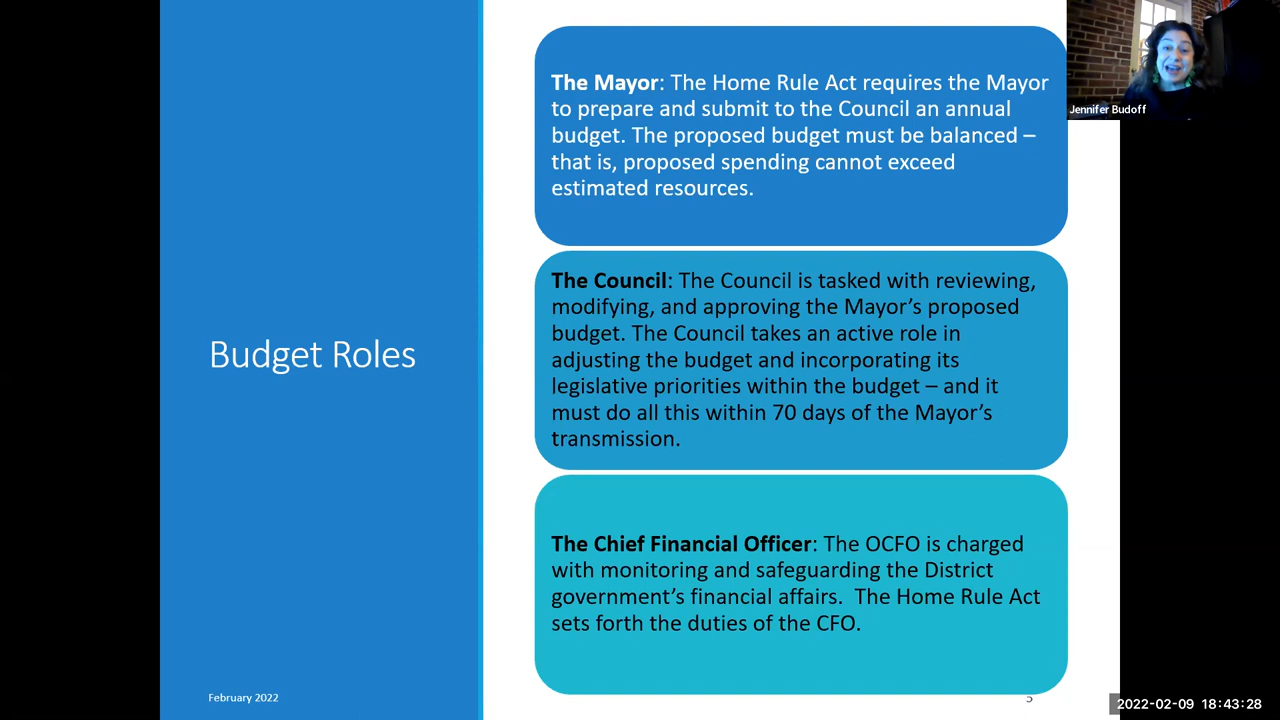 Budget Roles
The Mayor: The Home Rule Act requires the Mayor
to prepare and submit to the Council an annual
budget. The proposed budget must be balanced –
that is, proposed spending cannot exceed
estimated resources.
The Council: The Council is tasked with reviewing,
modifying, and approving the Mayor’s proposed
budget. The Council takes an active role in
adjusting the budget and incorporating its
legislative priorities within the budget – and it
must do all this within 70 days of the Mayor’s
transmission.
The Chief Financial Officer: The OCFO is charged
with monitoring and safeguarding the District
government’s financial affairs.  The Home Rule Act
sets forth the duties of the CFO.
February 2022
5
Jennifer Budoff
2022-02-09 18:43:28